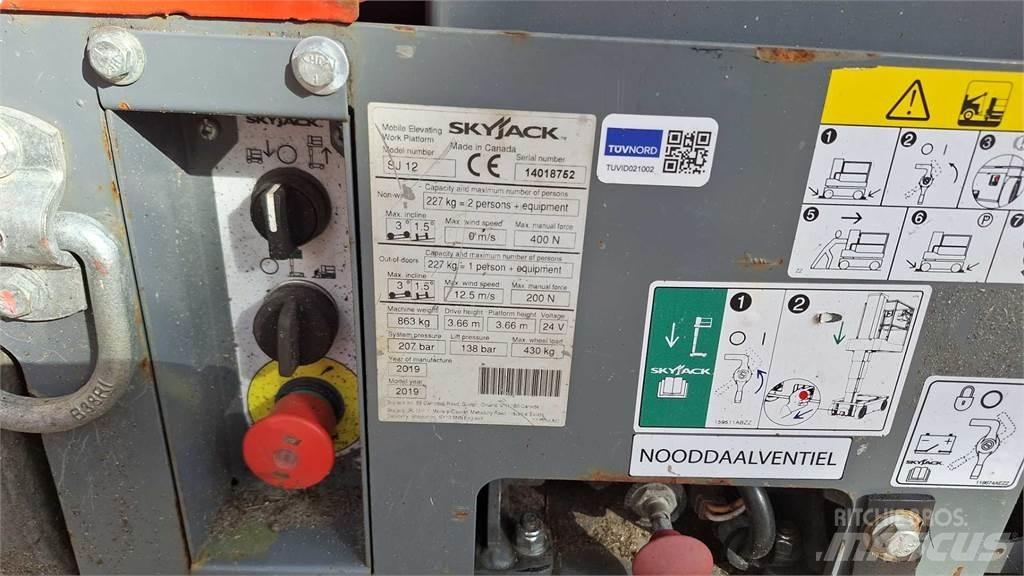 SKYJACK
Mobile Elevating
Work Platform
SKYJACK
Made in Canada
Model number
SJ 12
CE
Serial number
14018752
Capacity and maximum number of persons
227 kg = 2 persons + equipment
Max. incline
Max. wind speed
Max. manual force
3° 1.5°
0 m/s
400 N
Out-of-doors
Capacity and maximum number of persons
227 kg = 1 person + equipment
Max. incline
Max. wind speed
Max. manual force
3° 1.5°
12.5 m/s
200 N
Machine weight
Drive height
Platform height
Voltage
863 kg
3.66 m
3.66 m
24 V
System pressure
Lift pressure
Max. wheel load
207 bar
138 bar
430 kg
Year of manufacture
2019
Model year
2019
TUVNORD
TUVID021002
1
2
3
5
6
7
P
1
2
SKYJACK
159611ABZZ
NOODDAALVENTIEL
SKYJACK
119674AEZZ
RITCHIE BROS.
mascus